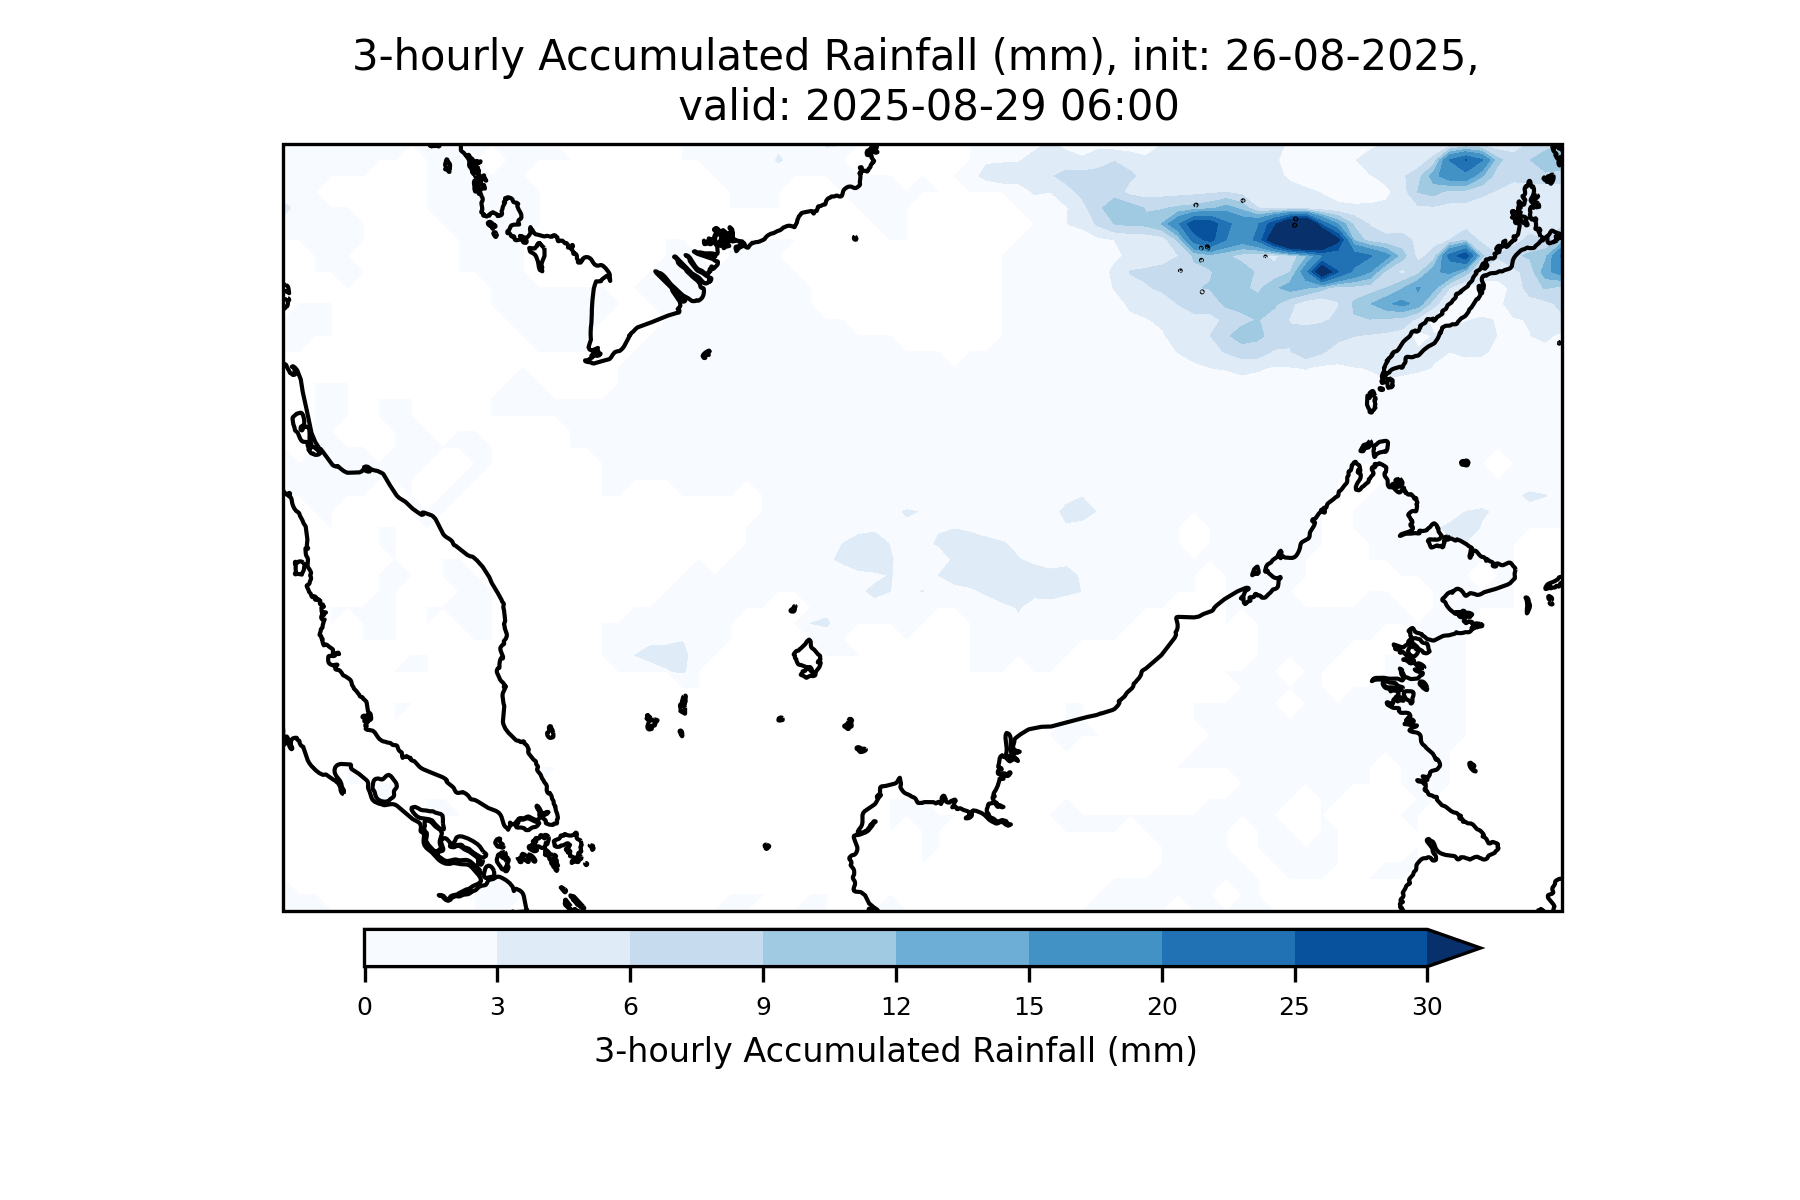 3-hourly Accumulated Rainfall (mm), init: 26-08-2025,
valid: 2025-08-29 06:00
0 3 6 9 12 15 20 25 30
3-hourly Accumulated Rainfall (mm)